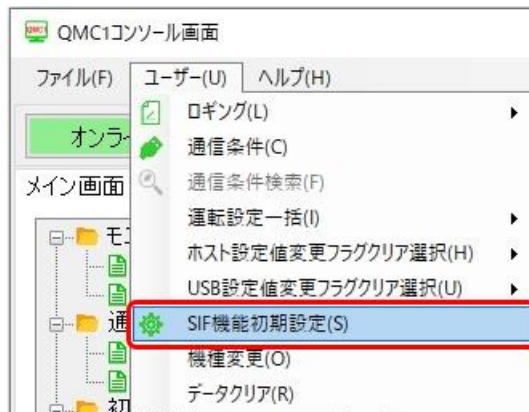 QMC1コンソール画面
ファイル(F) ユーザー(U) ヘルプ(H)
オンラ
メイン画面
ロギング(L)
通信条件(C)
通信条件検索(F)
運転設定一括(I)
ホスト設定値変更フラグクリア選択(H)
USB設定値変更フラグクリア選択(U)
SIF機能初期設定(S)
機種変更(O)
データクリア(R)
モ
通
初